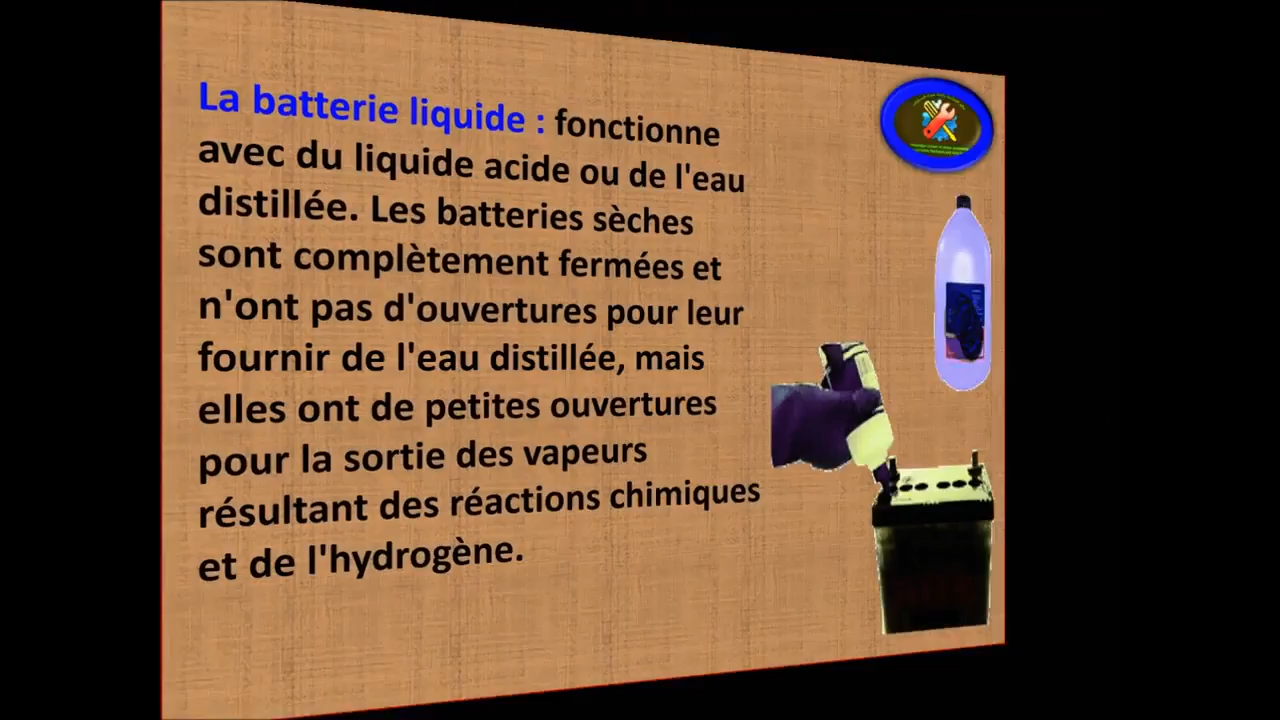 La batterie liquide : fonctionne
avec du liquide acide ou de l'eau
distillée. Les batteries sèches
sont complètement fermées et
n'ont pas d'ouvertures pour leur
fournir de l'eau distillée, mais
elles ont de petites ouvertures
pour la sortie des vapeurs
résultant des réactions chimiques
et de l'hydrogène.